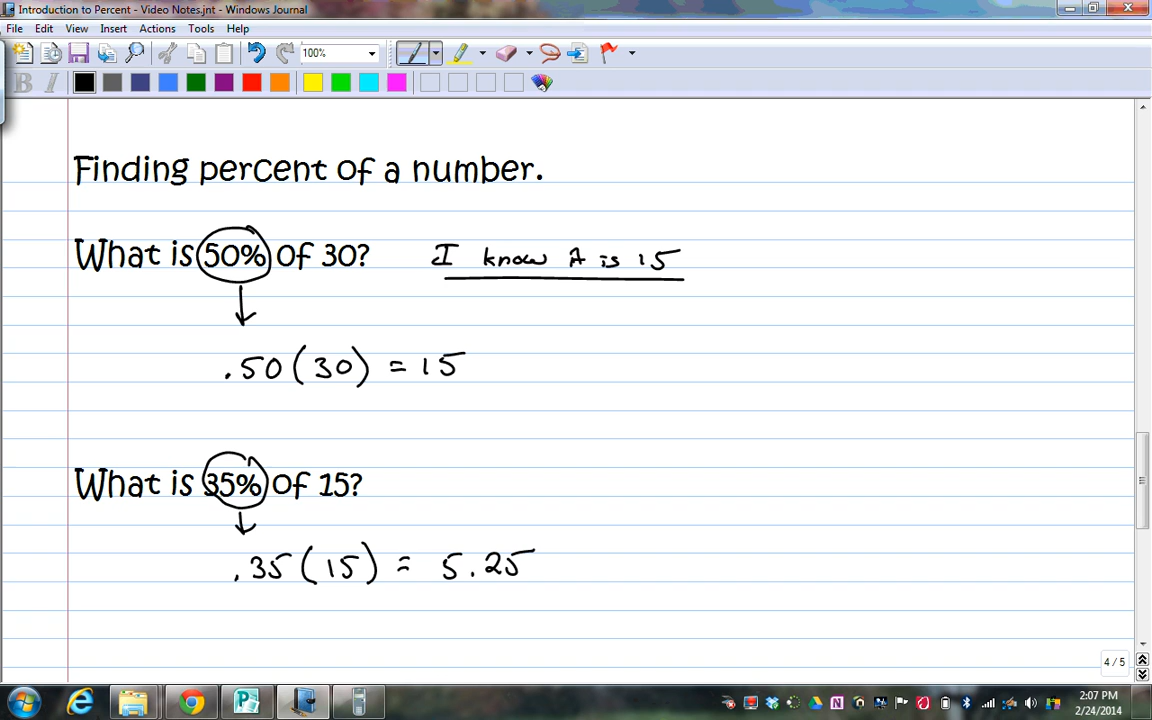 Introduction to Percent - Video Notes.jnt - Windows Journal
File Edit View Insert Actions Tools Help
100%
B I
Finding percent of a number.
What is 50% of 30? I know A is 15
.50(30) = 15
What is 35% of 15?
.35(15) = 5.25
4 / 5
2:07 PM
2/24/2014